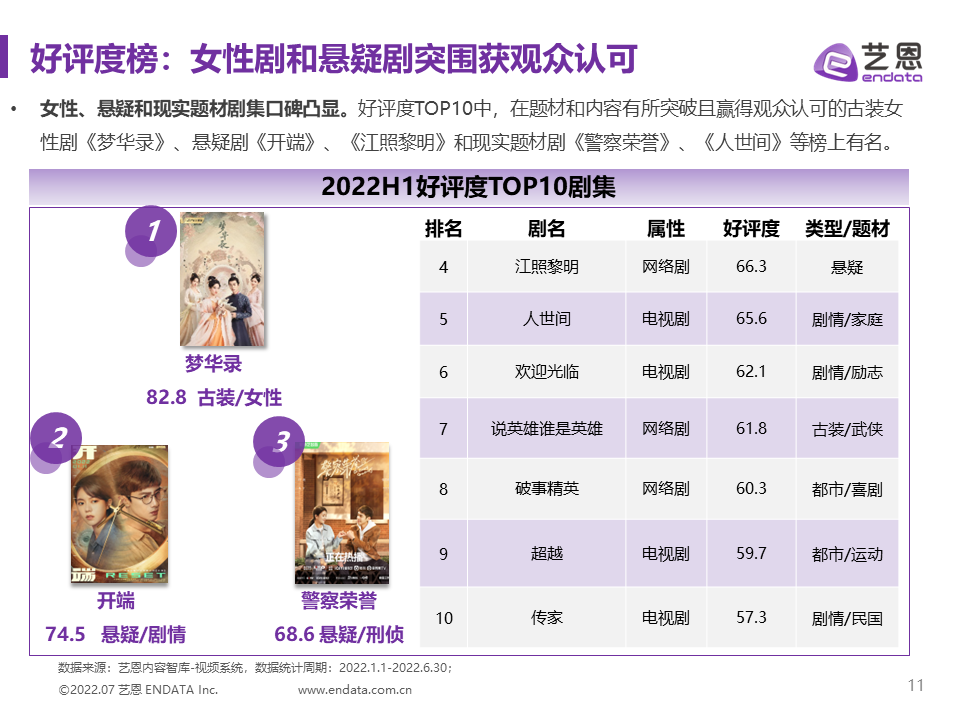 好评度榜：女性剧和悬疑剧突围获观众认可
艺恩
endata
• 女性、悬疑和现实题材剧集口碑凸显。好评度TOP10中，在题材和内容有所突破且赢得观众认可的古装女
性剧《梦华录》、悬疑剧《开端》、《江照黎明》和现实题材剧《警察荣誉》、《人世间》等榜上有名。
2022H1好评度TOP10剧集
1
梦华录
82.8 古装/女性
2
开端
RESET
开端
74.5 悬疑/剧情
3
警察荣誉
正在热播
警察荣誉
68.6 悬疑/刑侦
排名 剧名 属性 好评度 类型/题材
4 江照黎明 网络剧 66.3 悬疑
5 人世间 电视剧 65.6 剧情/家庭
6 欢迎光临 电视剧 62.1 剧情/励志
7 说英雄谁是英雄 网络剧 61.8 古装/武侠
8 破事精英 网络剧 60.3 都市/喜剧
9 超越 电视剧 59.7 都市/运动
10 传家 电视剧 57.3 剧情/民国
数据来源：艺恩内容智库-视频系统，数据统计周期：2022.1.1-2022.6.30；
©2022.07 艺恩 ENDATA Inc. www.endata.com.cn
11